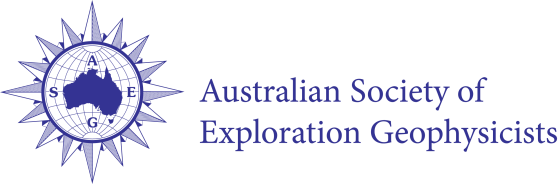 A
S E
G
Australian Society of
Exploration Geophysicists